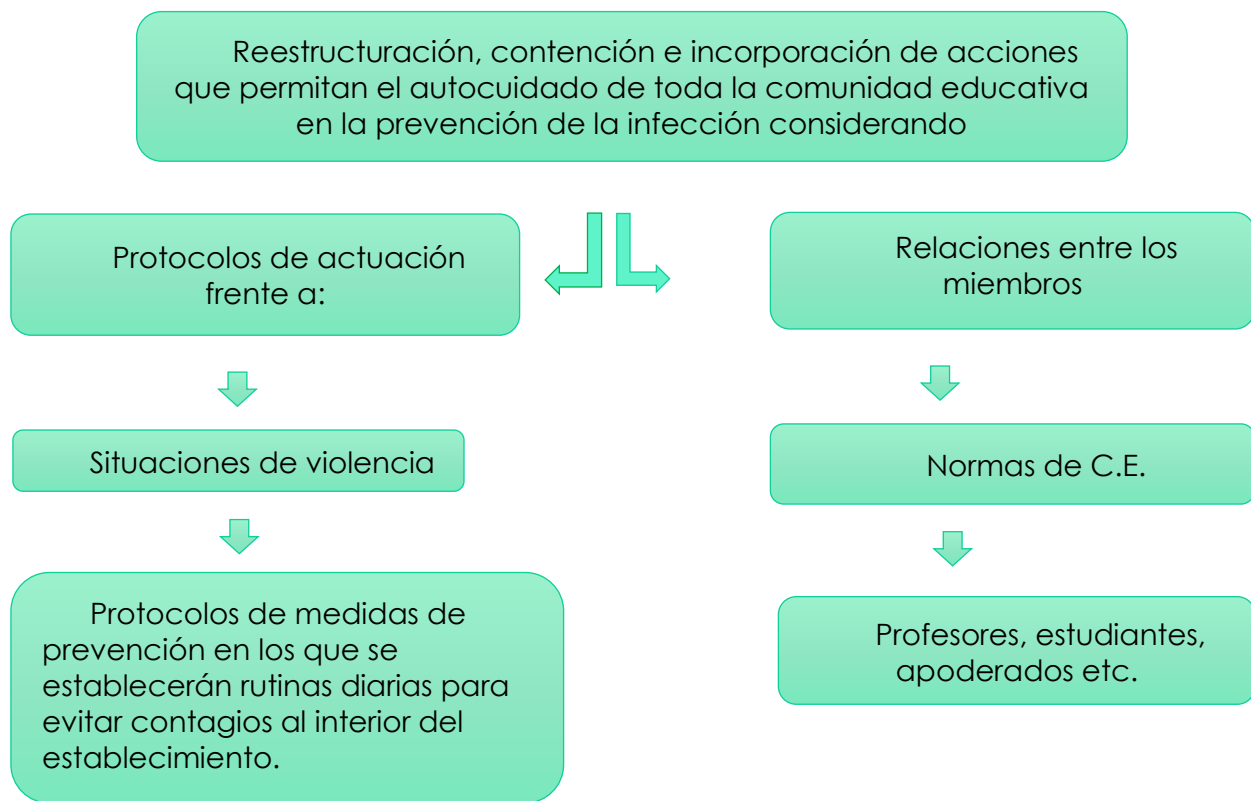 Reestructuración, contención e incorporación de acciones
que permitan el autocuidado de toda la comunidad educativa
en la prevención de la infección considerando
Protocolos de actuación
frente a:
Situaciones de violencia
Protocolos de medidas de
prevención en los que se
establecerán rutinas diarias para
evitar contagios al interior del
establecimiento.
Relaciones entre los
miembros
Normas de C.E.
Profesores, estudiantes,
apoderados etc.